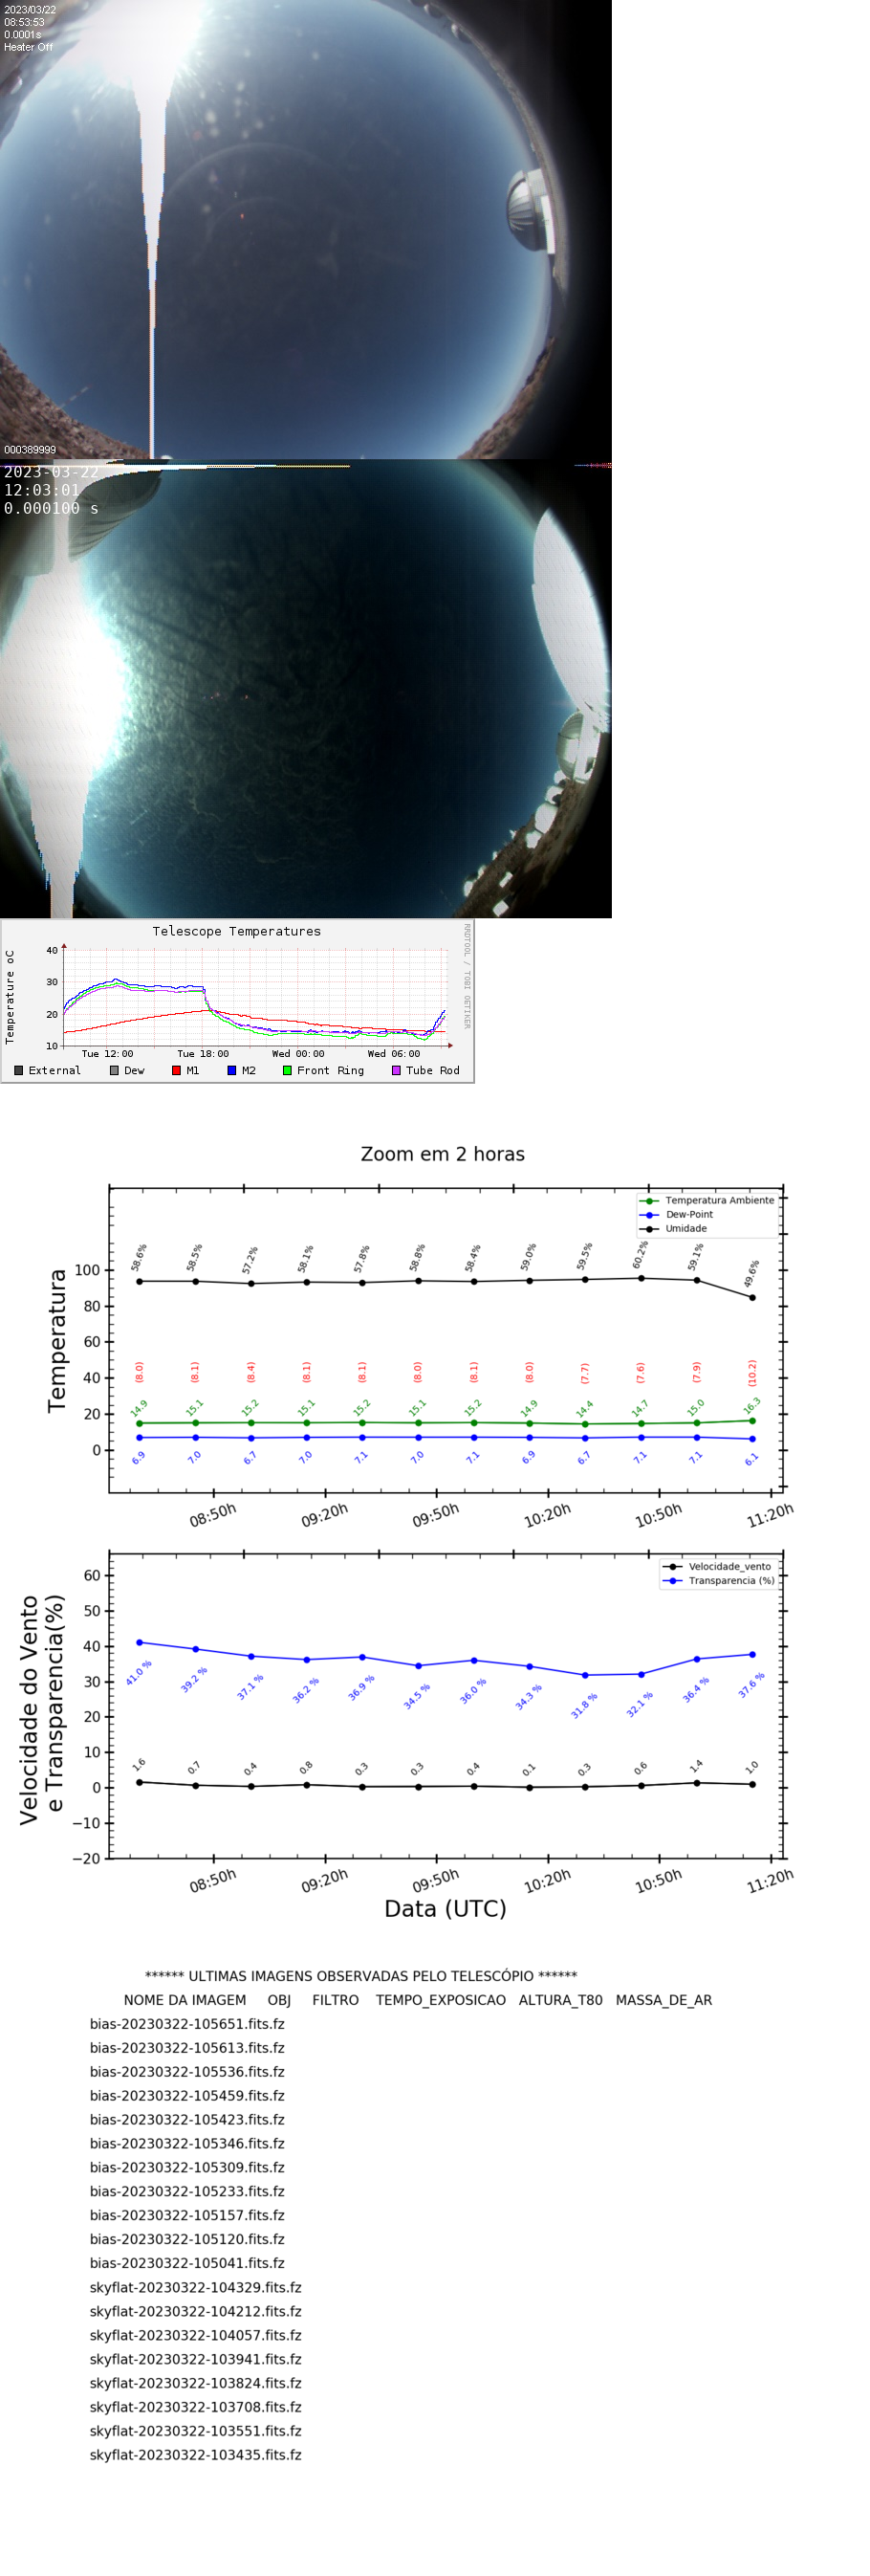 2023/03/22
08:53:53
0.0001s
Heater Off
000389999
2023-03-22
12:03:01
0.000100 s
Telescope Temperatures
RRDTOOL / TOBI OETIKER
Temperature oC
40
30
20
10
Tue 12:00 Tue 18:00 Wed 00:00 Wed 06:00
External Dew M1 M2 Front Ring Tube Rod
Zoom em 2 horas
Temperatura Ambiente
Dew-Point
Umidade
Temperatura
100
80
60
40
20
0
58.6% 58.5% 57.2% 58.1% 57.8% 58.8% 58.4% 59.0% 59.5% 60.2% 59.1% 49.6%
(8.0) (8.1) (8.4) (8.1) (8.1) (8.0) (8.1) (8.0) (7.7) (7.6) (7.9) (10.2)
14.9 15.1 15.2 15.1 15.2 15.1 15.2 14.9 14.4 14.7 15.0 16.3
6.9 7.0 6.7 7.0 7.1 7.0 7.1 6.9 6.7 7.1 7.1 6.1
08:50h 09:20h 09:50h 10:20h 10:50h 11:20h
Velocidade_vento
Transparencia (%)
Velocidade do Vento
e Transparencia(%)
60
50
40
30
20
10
0
−10
−20
41.0 % 39.2 % 37.1 % 36.2 % 36.9 % 34.5 % 36.0 % 34.3 % 31.8 % 32.1 % 36.4 % 37.6 %
1.6 0.7 0.4 0.8 0.3 0.3 0.4 0.1 0.3 0.6 1.4 1.0
08:50h 09:20h 09:50h 10:20h 10:50h 11:20h
Data (UTC)
****** ULTIMAS IMAGENS OBSERVADAS PELO TELESCÓPIO ******
NOME DA IMAGEM OBJ FILTRO TEMPO_EXPOSICAO ALTURA_T80 MASSA_DE_AR
bias-20230322-105651.fits.fz
bias-20230322-105613.fits.fz
bias-20230322-105536.fits.fz
bias-20230322-105459.fits.fz
bias-20230322-105423.fits.fz
bias-20230322-105346.fits.fz
bias-20230322-105309.fits.fz
bias-20230322-105233.fits.fz
bias-20230322-105157.fits.fz
bias-20230322-105120.fits.fz
bias-20230322-105041.fits.fz
skyflat-20230322-104329.fits.fz
skyflat-20230322-104212.fits.fz
skyflat-20230322-104057.fits.fz
skyflat-20230322-103941.fits.fz
skyflat-20230322-103824.fits.fz
skyflat-20230322-103708.fits.fz
skyflat-20230322-103551.fits.fz
skyflat-20230322-103435.fits.fz